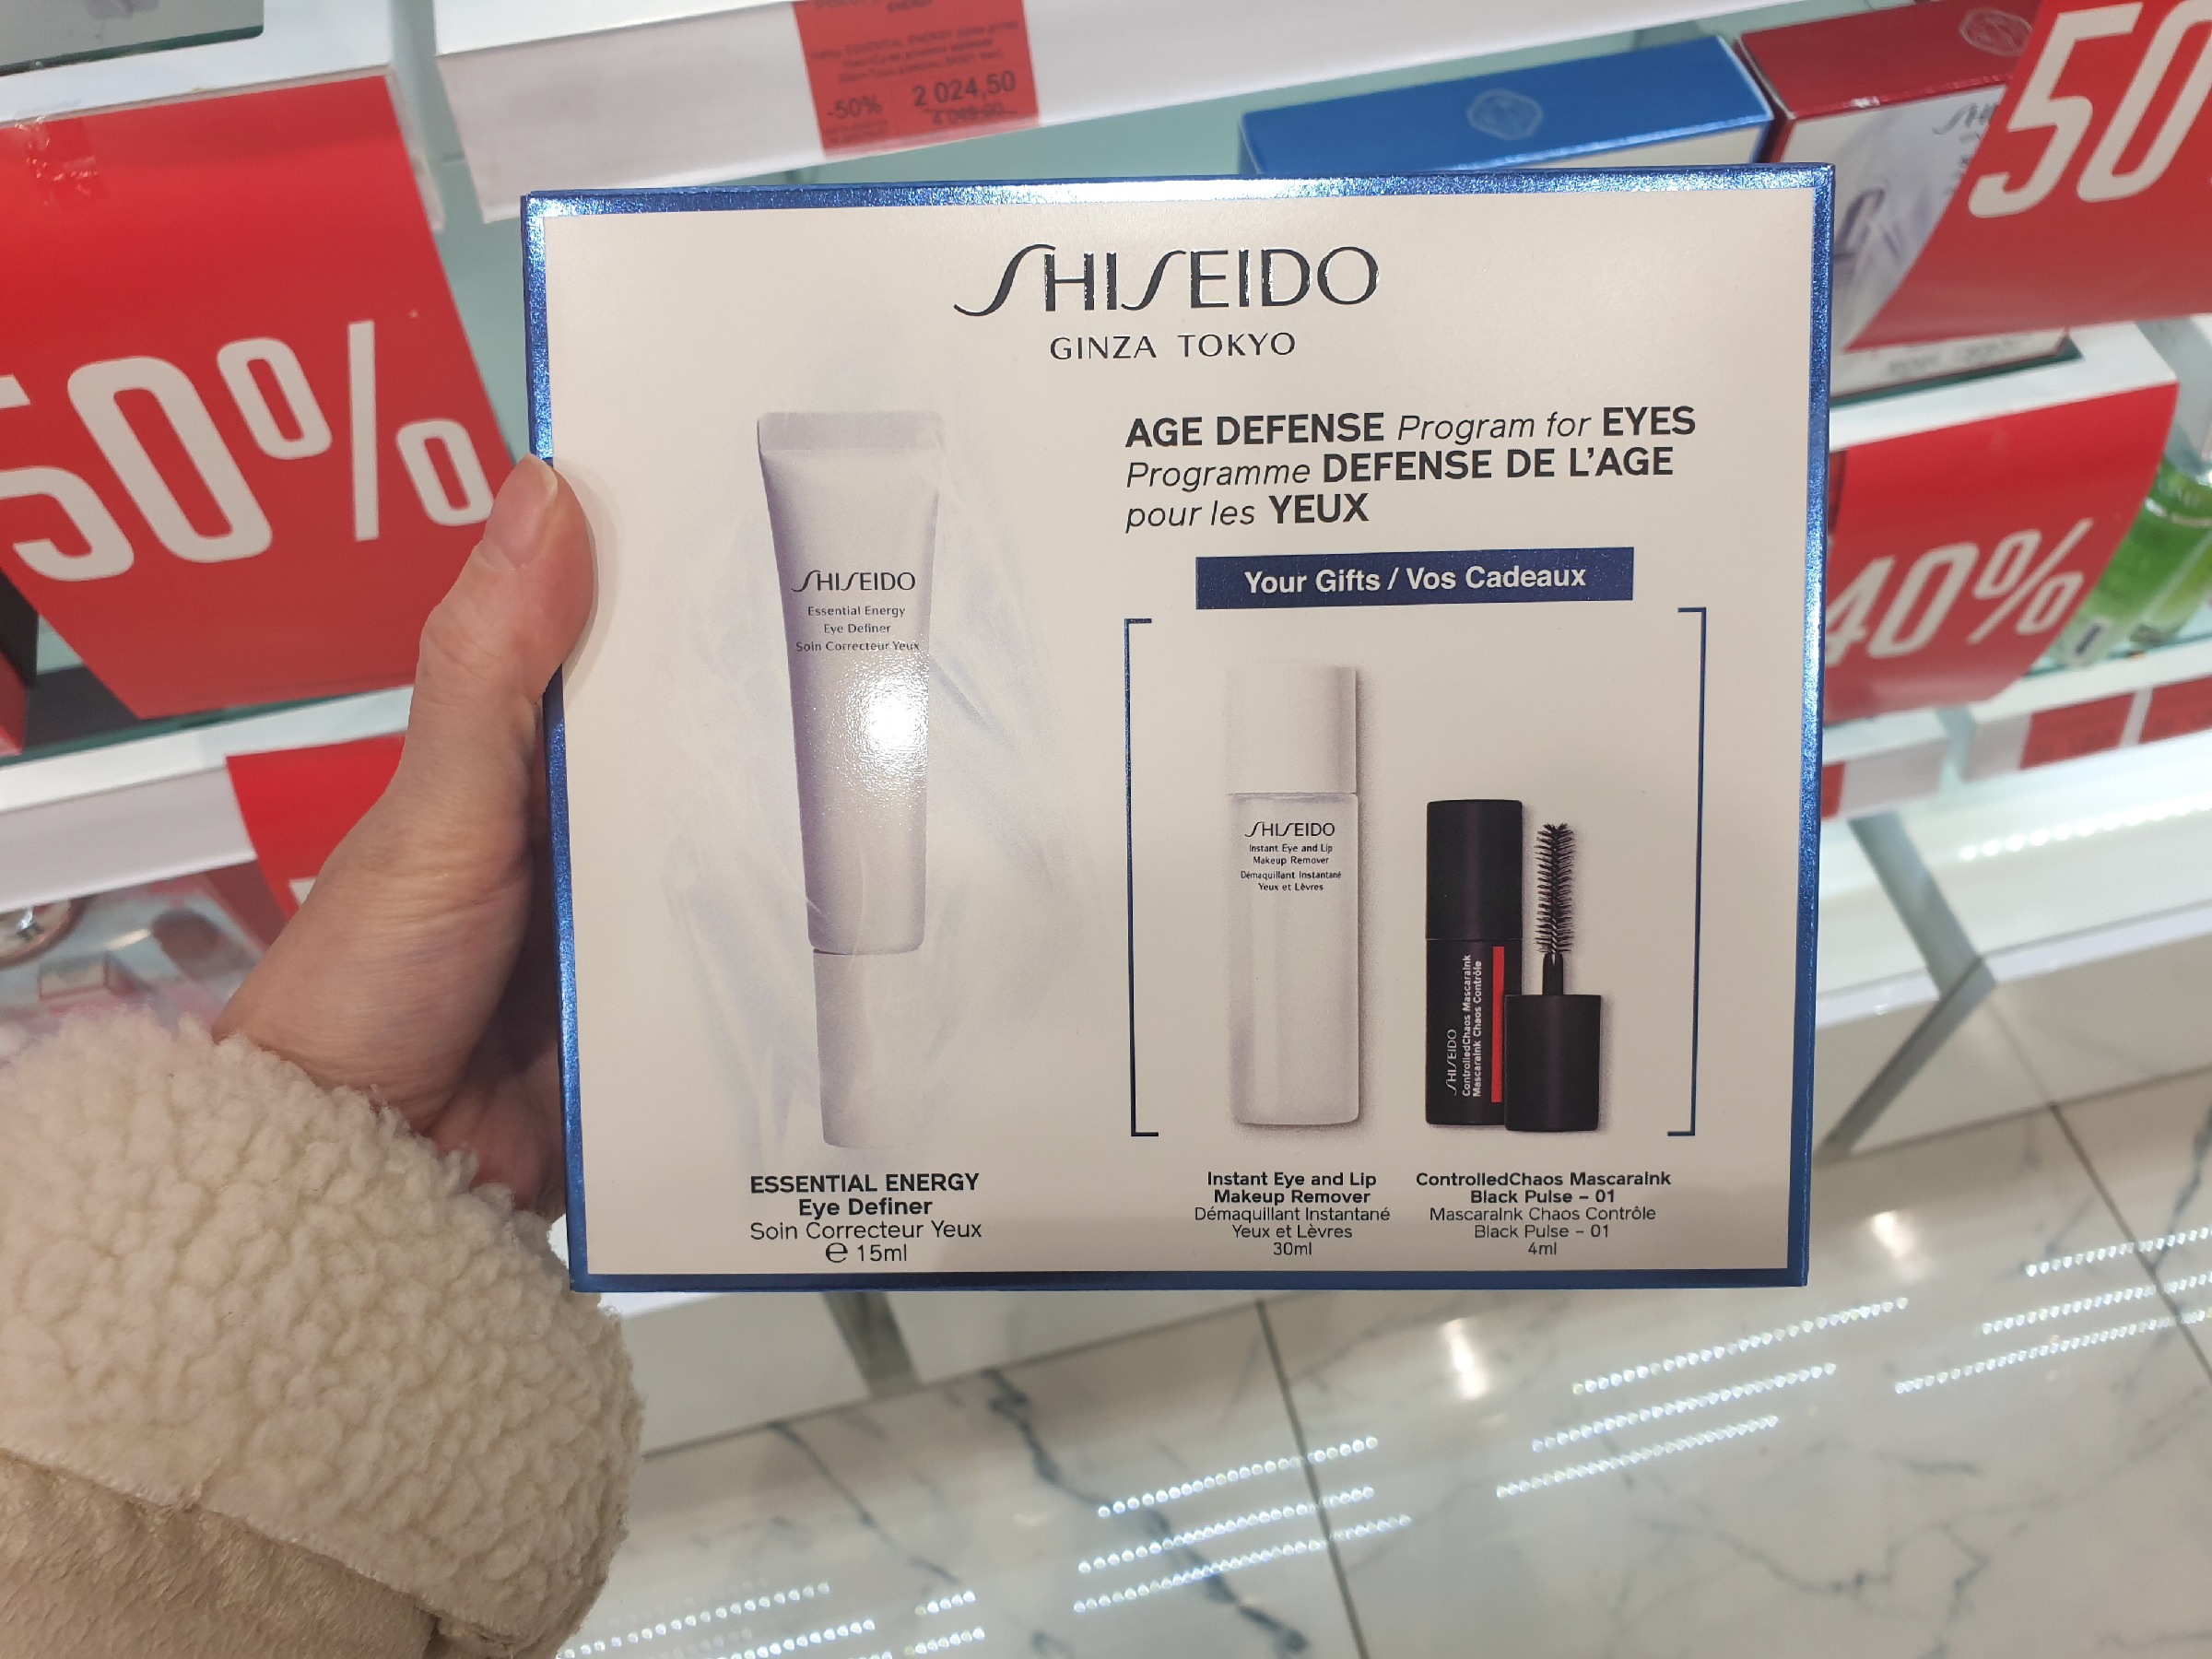 ENERGY
-50% 2 024,50
4 049,00
50%
50
40%
SHISEIDO
GINZA TOKYO
AGE DEFENSE Program for EYES
Programme DEFENSE DE L'AGE
pour les YEUX
Your Gifts / Vos Cadeaux
SHISEIDO
Essential Energy
Eye Definer
Soin Correcteur Yeux
SHISEIDO
Instant Eye and Lip
Makeup Remover
Démaquillant Instantané
Yeux et Lèvres
SHISEIDO
ControlledChaos MascaraInk
MascaraInk Chaos Contrôle
ESSENTIAL ENERGY
Eye Definer
Soin Correcteur Yeux
℮ 15ml
Instant Eye and Lip
Makeup Remover
Démaquillant Instantané
Yeux et Lèvres
30ml
ControlledChaos MascaraInk
Black Pulse – 01
MascaraInk Chaos Contrôle
Black Pulse – 01
4ml